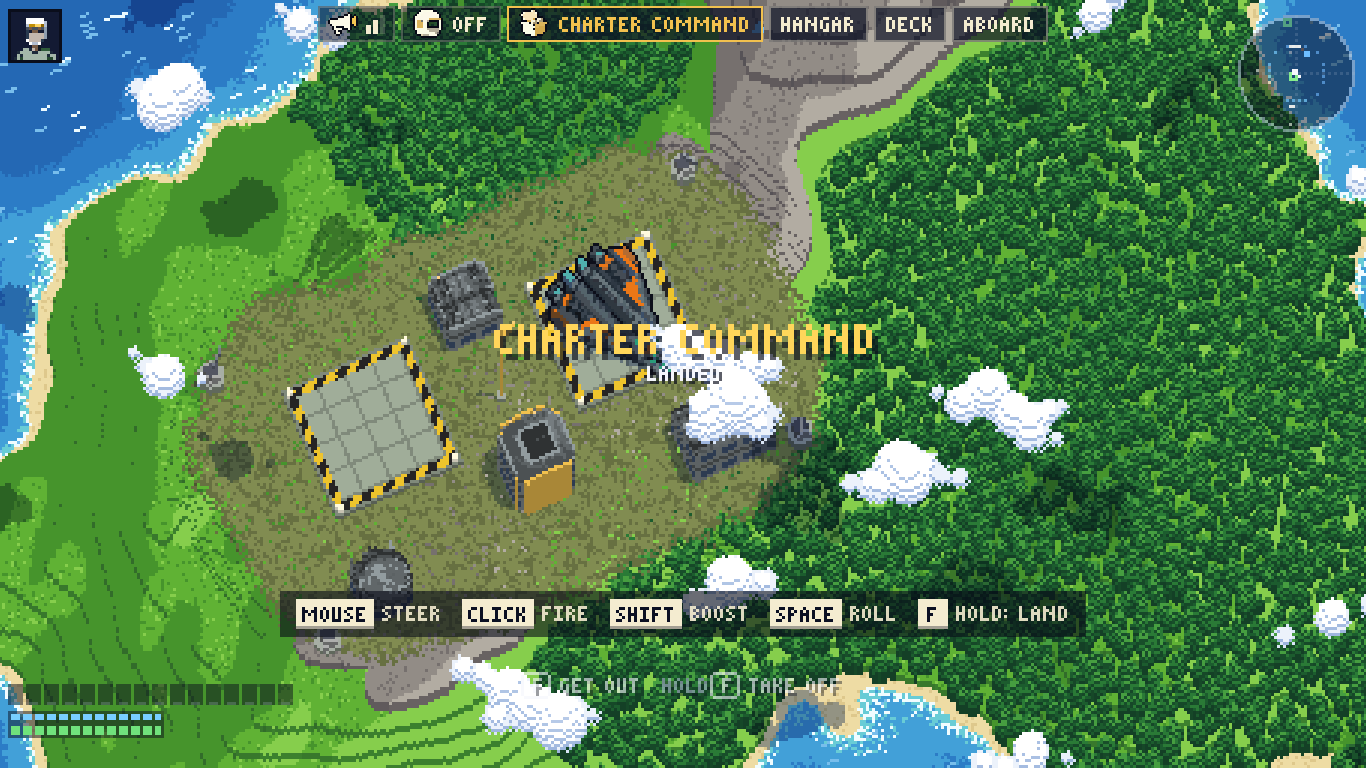 OFF CHARTER COMMAND HANGAR DECK ABOARD
CHARTER COMMAND
LANDED
MOUSE STEER CLICK FIRE SHIFT BOOST SPACE ROLL F HOLD: LAND
F GET OUT HOLD F TAKE OFF